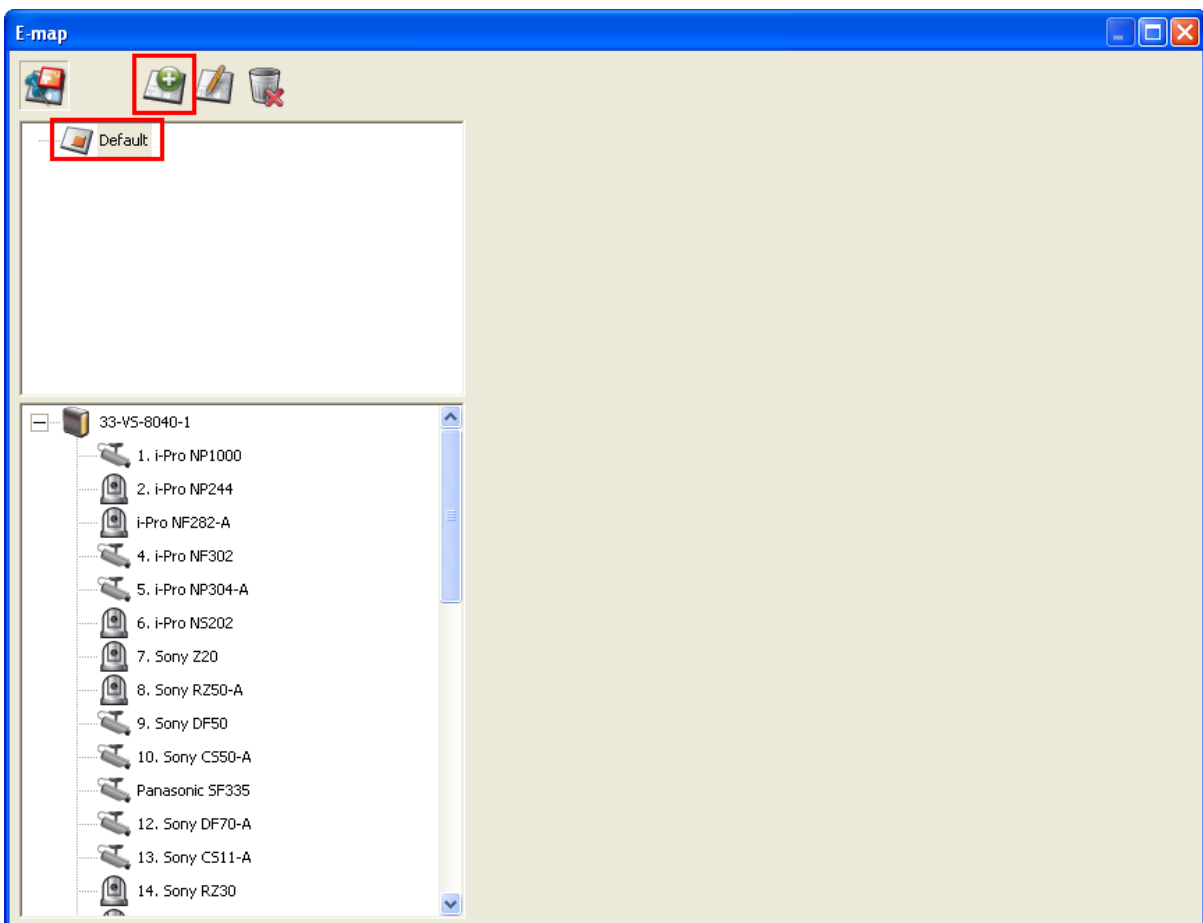 E-map
Default
33-VS-8040-1
1. i-Pro NP1000
2. i-Pro NP244
i-Pro NF282-A
4. i-Pro NF302
5. i-Pro NP304-A
6. i-Pro NS202
7. Sony Z20
8. Sony RZ50-A
9. Sony DF50
10. Sony CS50-A
Panasonic SF335
12. Sony DF70-A
13. Sony CS11-A
14. Sony RZ30